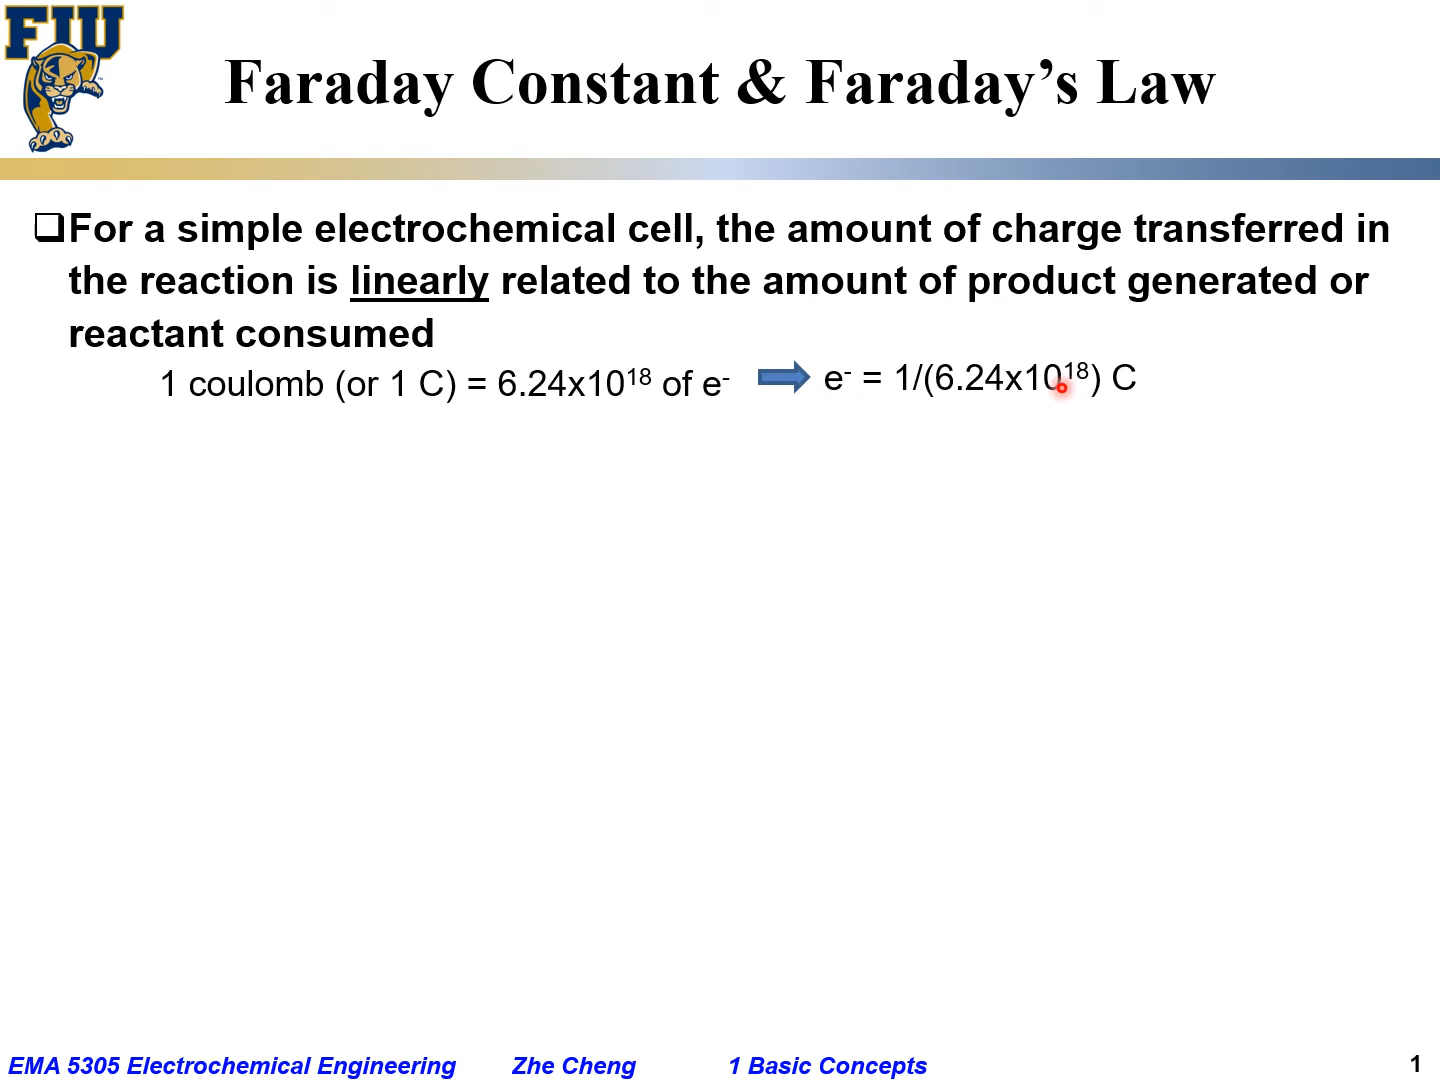 FIU
Faraday Constant & Faraday’s Law
❑For a simple electrochemical cell, the amount of charge transferred in
the reaction is linearly related to the amount of product generated or
reactant consumed
1 coulomb (or 1 C) = 6.24x10¹⁸ of e⁻ e⁻ = 1/(6.24x10¹⁸) C
EMA 5305 Electrochemical Engineering Zhe Cheng 1 Basic Concepts 1